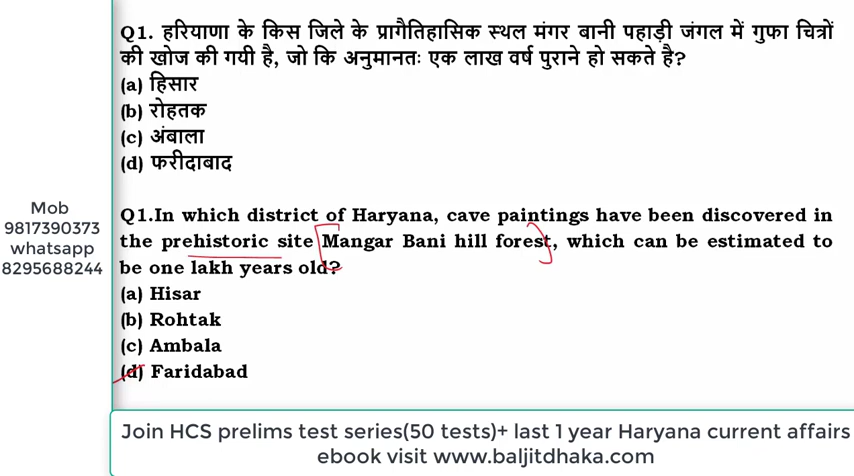 Q1. हरियाणा के किस जिले के प्रागैतिहासिक स्थल मंगर बानी पहाड़ी जंगल में गुफा चित्रों
की खोज की गयी है, जो कि अनुमानतः एक लाख वर्ष पुराने हो सकते है?
(a) हिसार
(b) रोहतक
(c) अंबाला
(d) फरीदाबाद
Mob
9817390373
whatsapp
8295688244
Q1.In which district of Haryana, cave paintings have been discovered in
the prehistoric site Mangar Bani hill forest, which can be estimated to
be one lakh years old?
(a) Hisar
(b) Rohtak
(c) Ambala
(d) Faridabad
Join HCS prelims test series(50 tests)+ last 1 year Haryana current affairs
ebook visit www.baljitdhaka.com